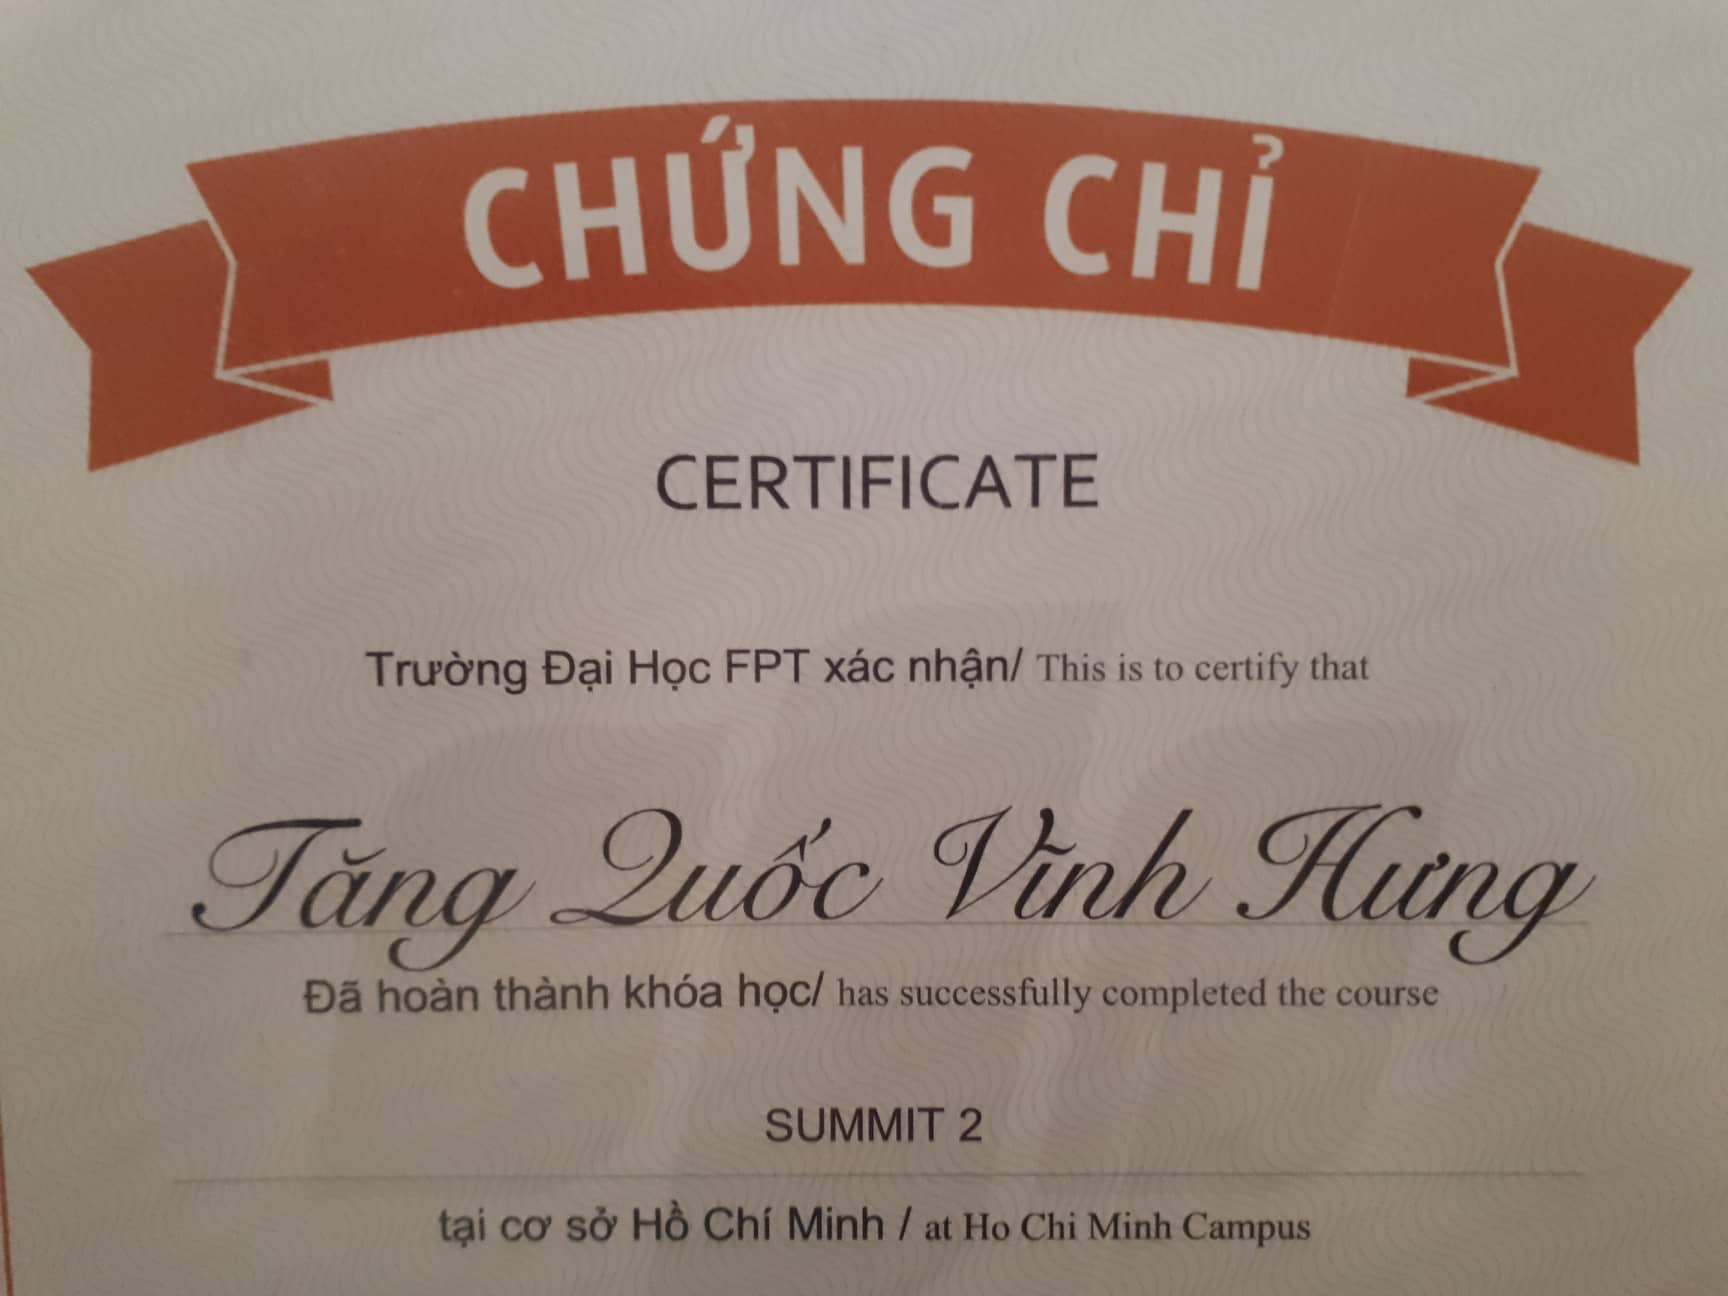 CHỨNG CHỈ
CERTIFICATE
Trường Đại Học FPT xác nhận/ This is to certify that
Tăng Quốc Vĩnh Hưng
Đã hoàn thành khóa học/ has successfully completed the course
SUMMIT 2
tại cơ sở Hồ Chí Minh / at Ho Chi Minh Campus